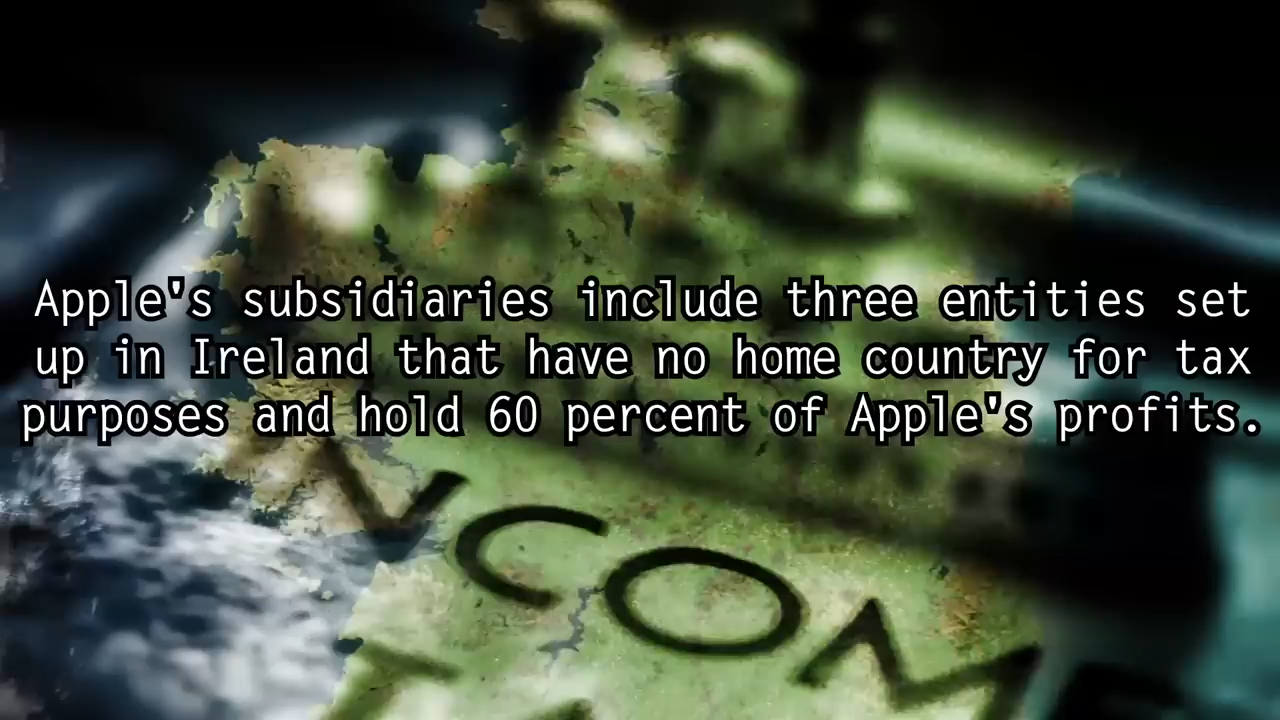 Apple's subsidiaries include three entities set
up in Ireland that have no home country for tax
purposes and hold 60 percent of Apple's profits.